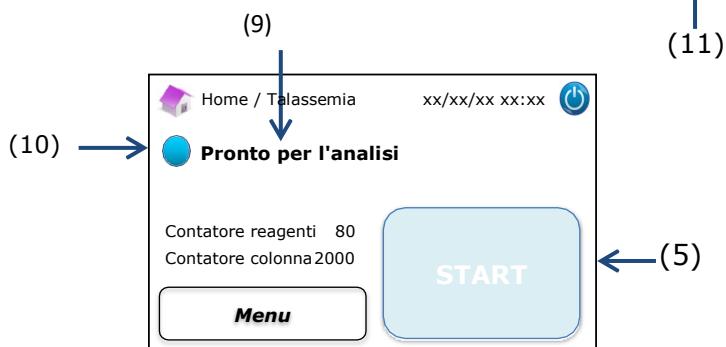 (9)
(11)
Home / Talassemia xx/xx/xx xx:xx
(10)
Pronto per l'analisi
Contatore reagenti 80
Contatore colonna 2000
START
(5)
Menu